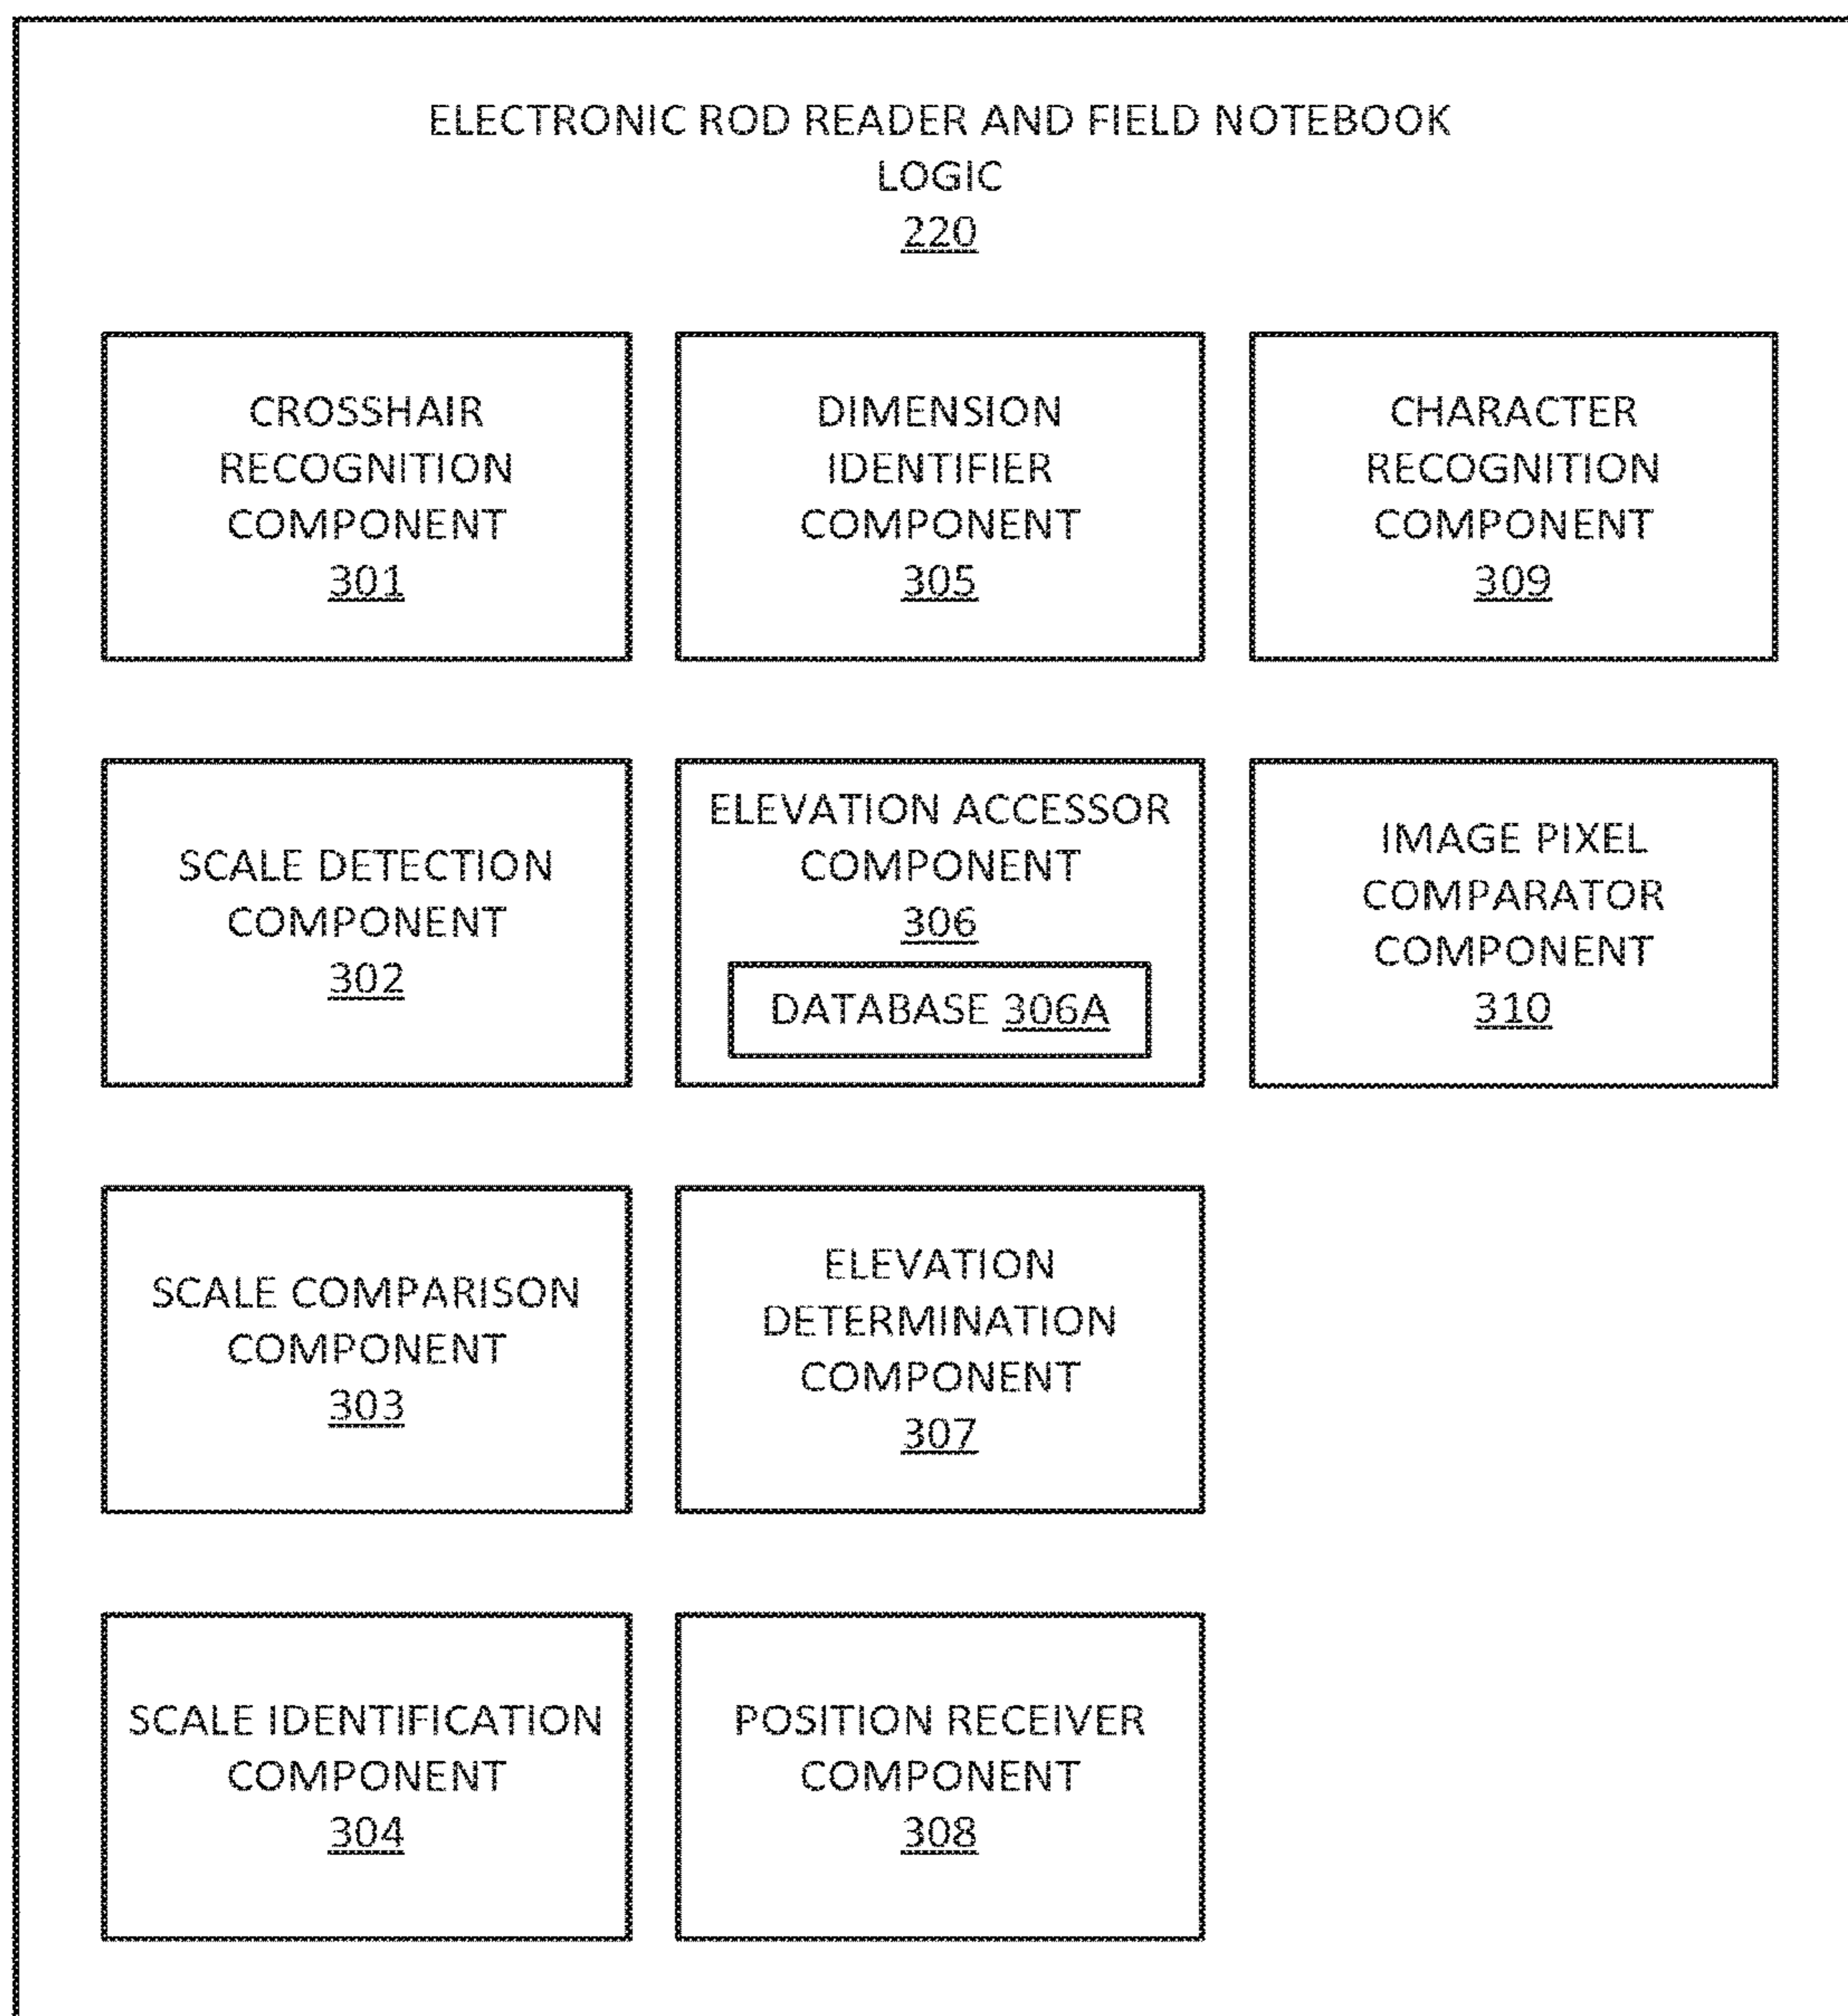 ELECTRONIC ROD READER AND FIELD NOTEBOOK
LOGIC
220
CROSSHAIR
RECOGNITION
COMPONENT
301
DIMENSION
IDENTIFIER
COMPONENT
305
CHARACTER
RECOGNITION
COMPONENT
309
SCALE DETECTION
COMPONENT
302
ELEVATION ACCESSOR
COMPONENT
306
DATABASE 306A
IMAGE PIXEL
COMPARATOR
COMPONENT
310
SCALE COMPARISON
COMPONENT
303
ELEVATION
DETERMINATION
COMPONENT
307
SCALE IDENTIFICATION
COMPONENT
304
POSITION RECEIVER
COMPONENT
308